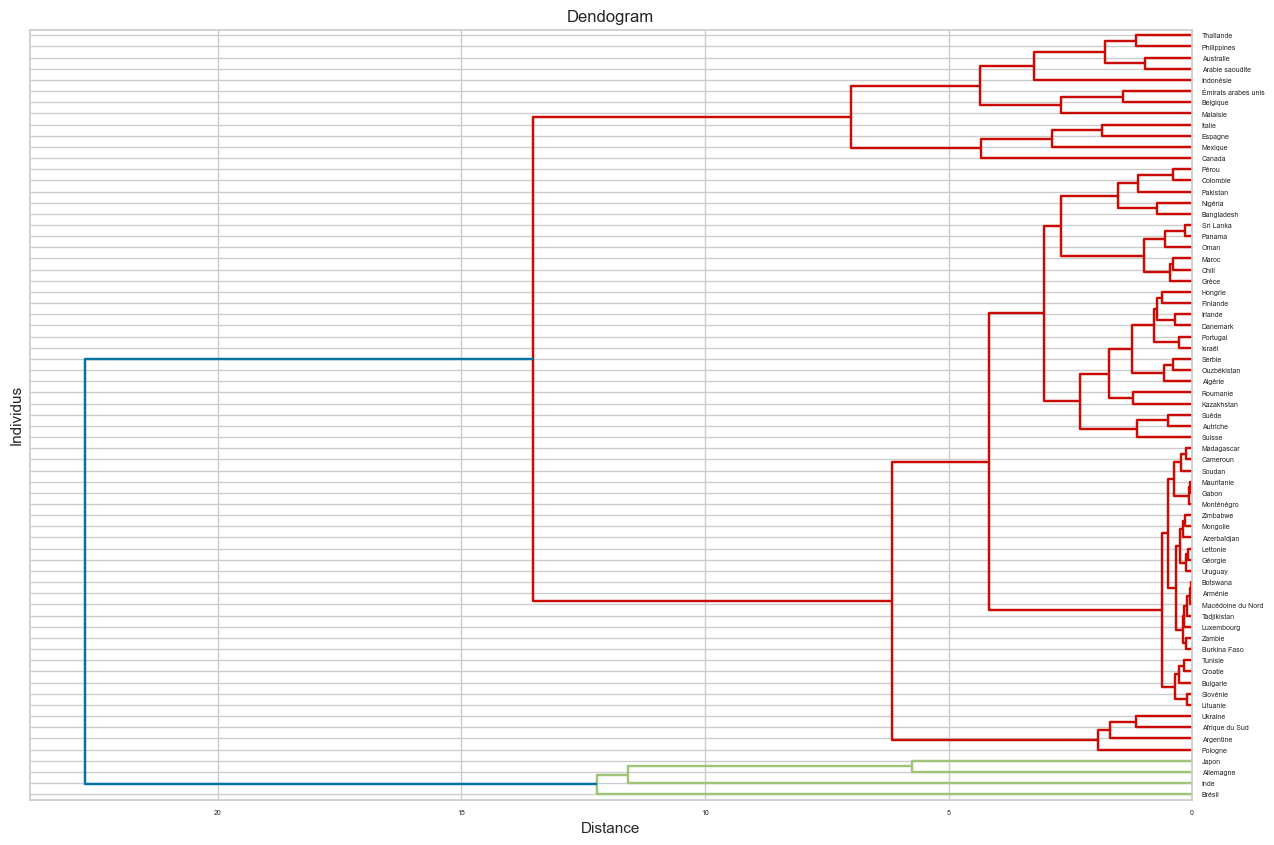 Dendogram
Thaïlande
Philippines
Australie
Arabie saoudite
Indonésie
Émirats arabes unis
Belgique
Malaisie
Italie
Espagne
Mexique
Canada
Pérou
Colombie
Pakistan
Nigéria
Bangladesh
Sri Lanka
Panama
Oman
Maroc
Chili
Grèce
Hongrie
Finlande
Irlande
Danemark
Portugal
Israël
Serbie
Ouzbékistan
Algérie
Roumanie
Kazakhstan
Suède
Autriche
Suisse
Madagascar
Cameroun
Soudan
Mauritanie
Gabon
Monténégro
Zimbabwe
Mongolie
Azerbaïdjan
Lettonie
Géorgie
Uruguay
Botswana
Arménie
Macédoine du Nord
Tadjikistan
Luxembourg
Zambie
Burkina Faso
Tunisie
Croatie
Bulgarie
Slovénie
Lituanie
Ukraine
Afrique du Sud
Argentine
Pologne
Japon
Allemagne
Inde
Brésil
Individus
20 15 10 5 0
Distance